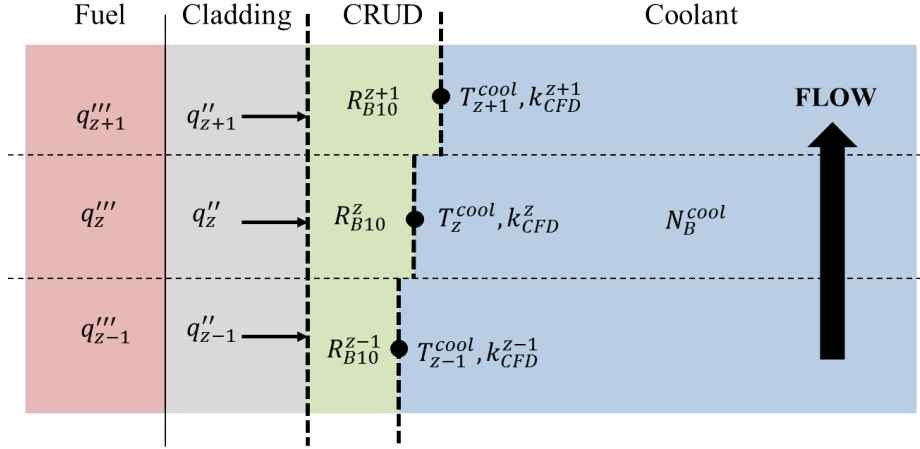 Fuel Cladding CRUD Coolant
q'''_{z+1} q''_{z+1} R_{B10}^{z+1} T_{z+1}^{cool}, k_{CFD}^{z+1} FLOW
q'''_z q''_z R_{B10}^z T_z^{cool}, k_{CFD}^z N_B^{cool}
q'''_{z-1} q''_{z-1} R_{B10}^{z-1} T_{z-1}^{cool}, k_{CFD}^{z-1}